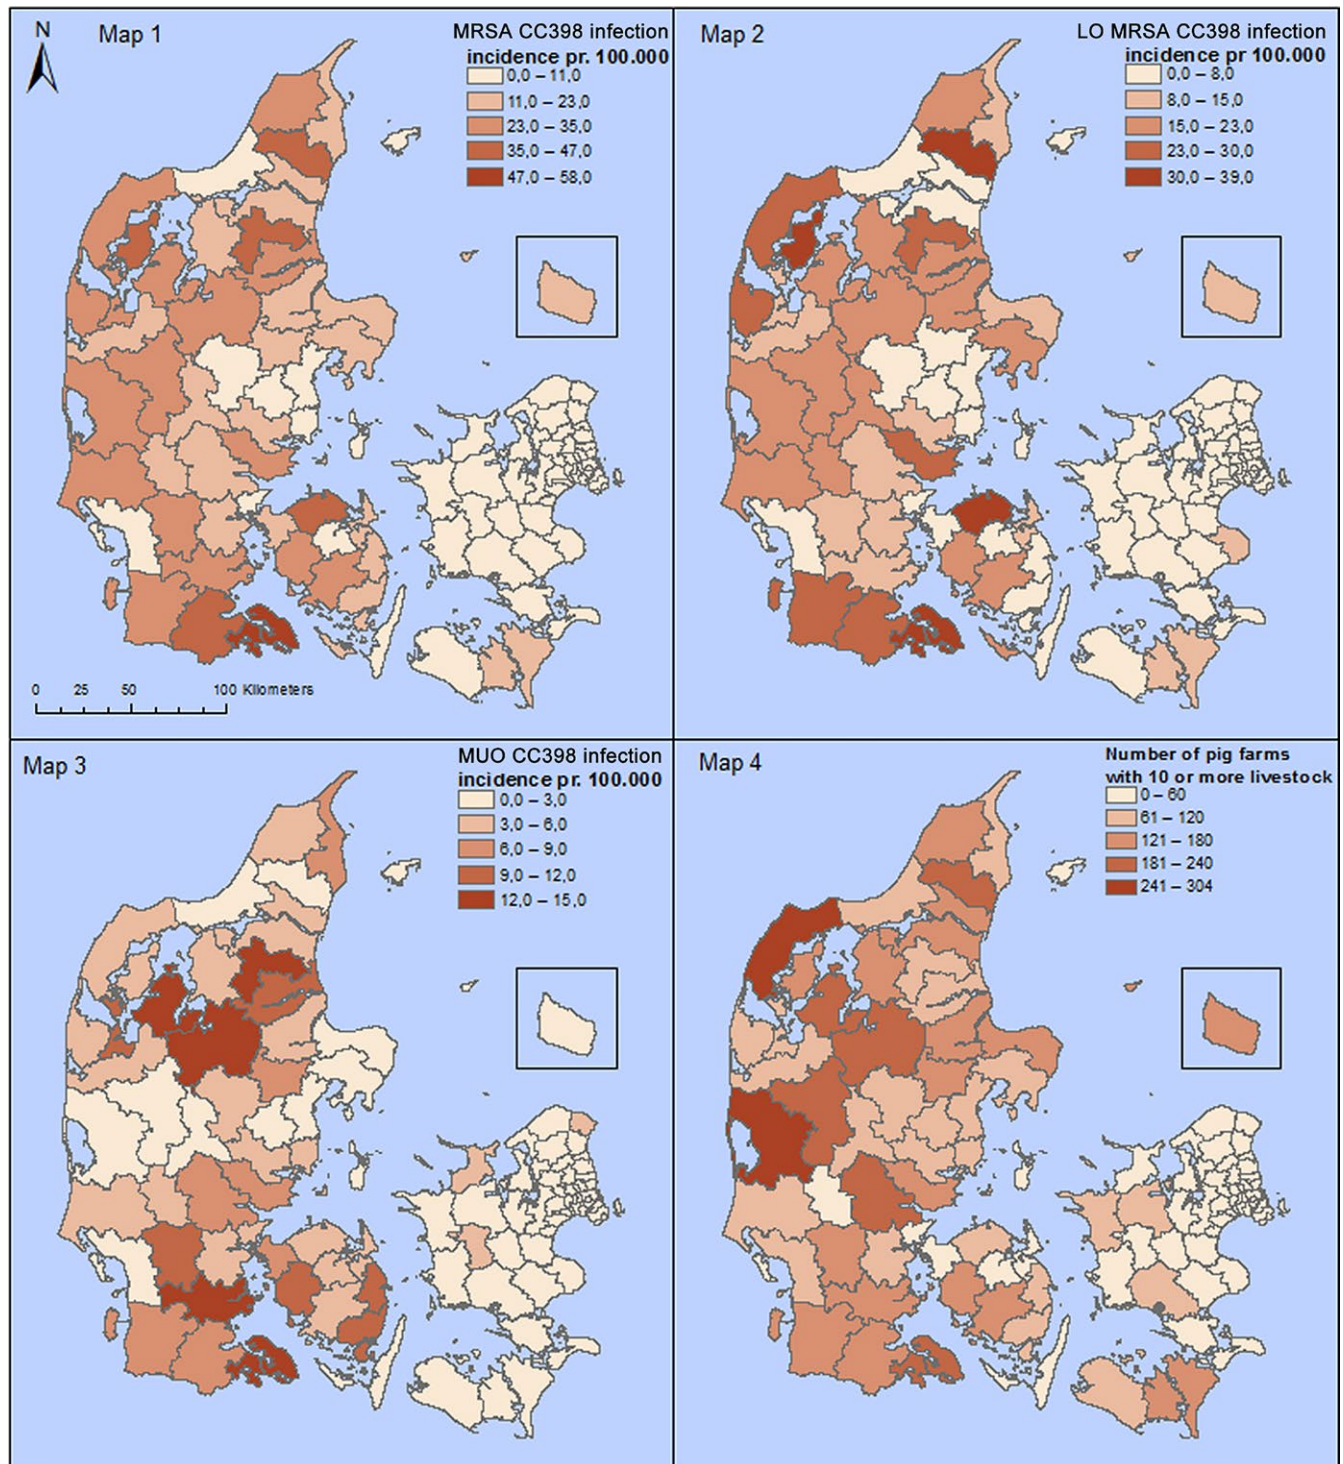 N
Map 1
MRSA CC398 infection
incidence pr. 100.000
0,0 – 11,0
11,0 – 23,0
23,0 – 35,0
35,0 – 47,0
47,0 – 58,0
0 25 50 100 Kilometers
Map 2
LO MRSA CC398 infection
incidence pr 100.000
0,0 – 8,0
8,0 – 15,0
15,0 – 23,0
23,0 – 30,0
30,0 – 39,0
Map 3
MUO CC398 infection
incidence pr. 100.000
0,0 – 3,0
3,0 – 6,0
6,0 – 9,0
9,0 – 12,0
12,0 – 15,0
Map 4
Number of pig farms
with 10 or more livestock
0 – 60
61 – 120
121 – 180
181 – 240
241 – 304